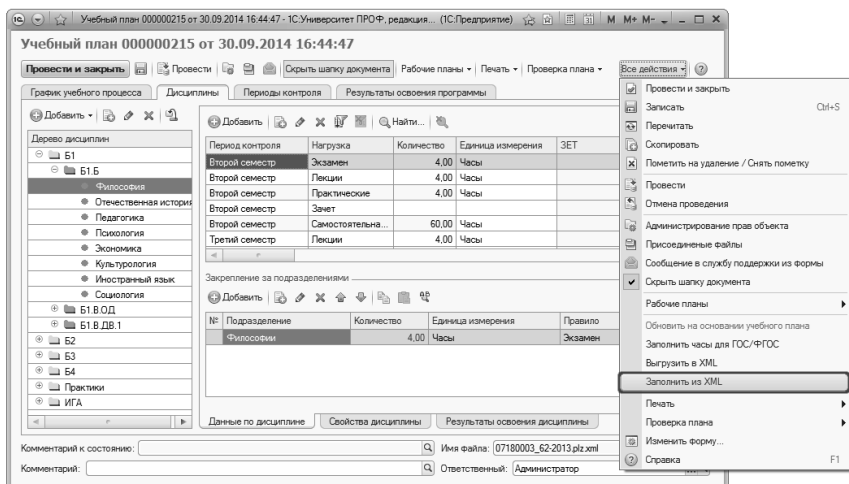 Учебный план 000000215 от 30.09.2014 16:44:47 - 1С:Университет ПРОФ, редакция... (1С:Предприятие) M M+ M-
Учебный план 000000215 от 30.09.2014 16:44:47
Провести и закрыть Провести Скрыть шапку документа Рабочие планы Печать Проверка плана Все действия
График учебного процесса Дисциплины Периоды контроля Результаты освоения программы
Добавить
Дерево дисциплин
Б1
Б1.Б
Философия
Отечественная история
Педагогика
Психология
Экономика
Культурология
Иностранный язык
Социология
Б1.В.ОД
Б1.В.ДВ.1
Б2
Б3
Б4
Практики
ИГА
Добавить Найти...
Период контроля Нагрузка Количество Единица измерения ЗЕТ
Второй семестр Экзамен 4,00 Часы
Второй семестр Лекции 4,00 Часы
Второй семестр Практические 4,00 Часы
Второй семестр Зачет
Второй семестр Самостоятельна... 60,00 Часы
Третий семестр Лекции 4,00 Часы
Закрепление за подразделениями
Добавить
№ Подразделение Количество Единица измерения Правило
Философии 4,00 Часы Экзамен
Данные по дисциплине Свойства дисциплины Результаты освоения дисциплины
Комментарий к состоянию: Имя файла: 07180003_62-2013.plz.xml
Комментарий: Ответственный: Администратор
Провести и закрыть
Записать Ctrl+S
Перечитать
Скопировать
Пометить на удаление / Снять пометку
Провести
Отмена проведения
Администрирование прав объекта
Присоединеные файлы
Сообщение в службу поддержки из формы
Скрыть шапку документа
Рабочие планы
Обновить на основании учебного плана
Заполнить часы для ГОС/ФГОС
Выгрузить в XML
Заполнить из XML
Печать
Проверка плана
Изменить форму...
Справка F1